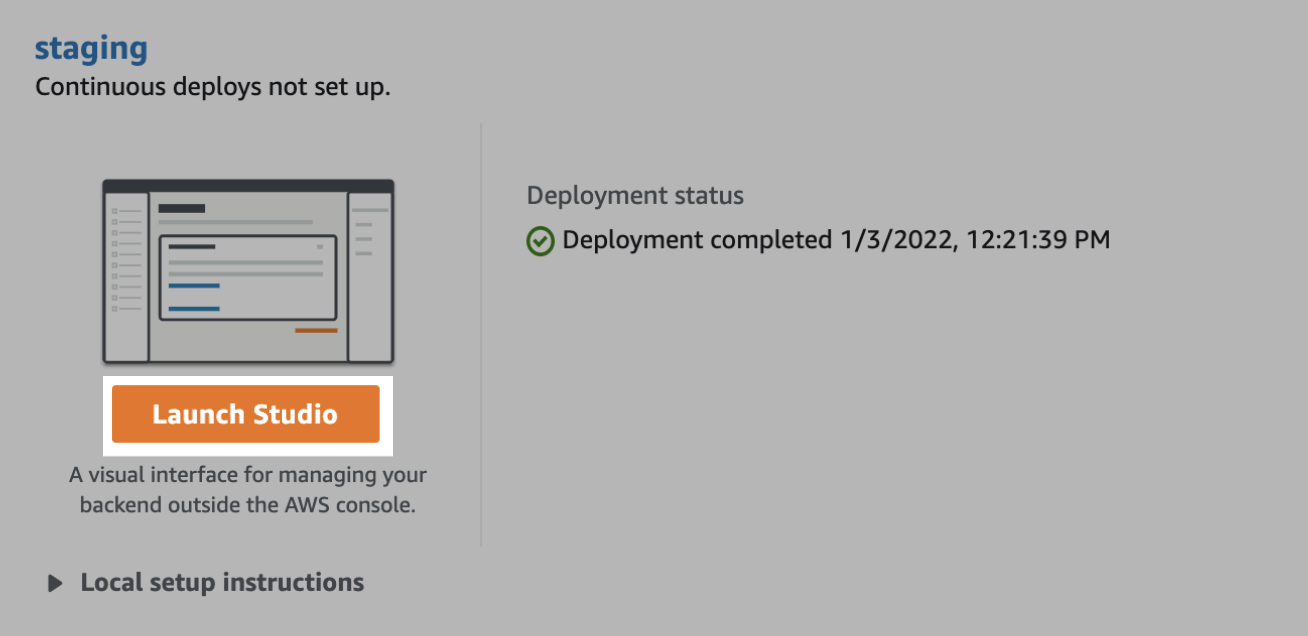 staging
Continuous deploys not set up.
Deployment status
Deployment completed 1/3/2022, 12:21:39 PM
Launch Studio
A visual interface for managing your
backend outside the AWS console.
Local setup instructions